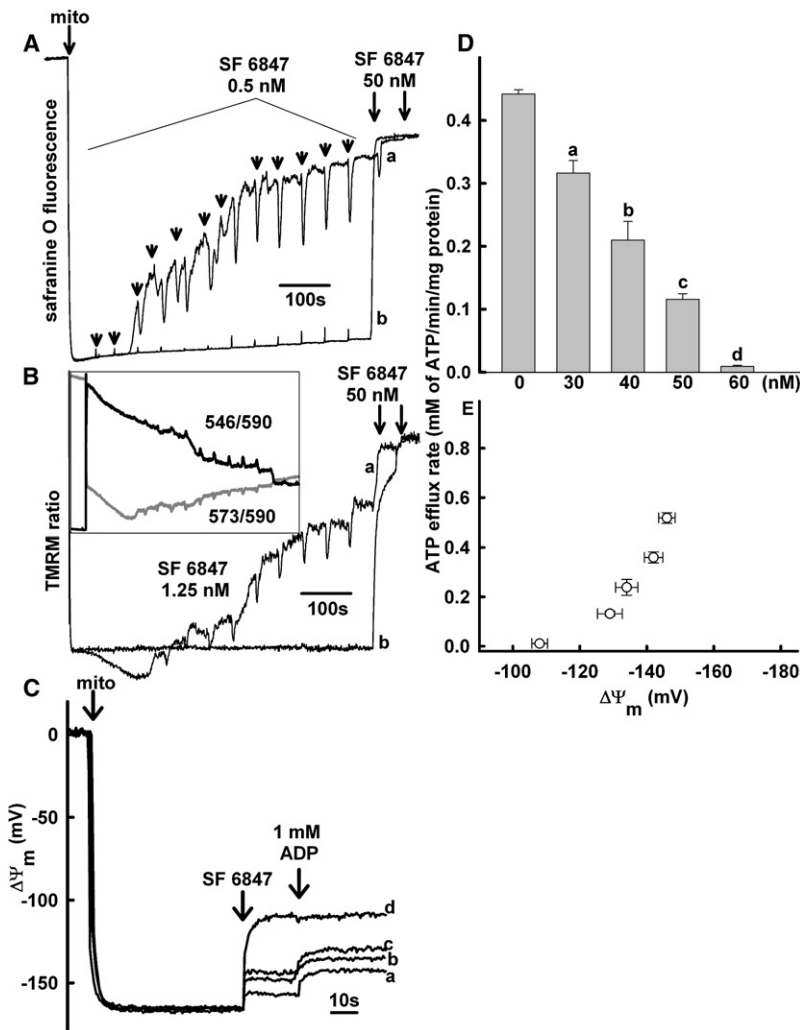 mito
A
SF 6847
0.5 nM
SF 6847
50 nM
safranine O fluorescence
a
100s
b
B
SF 6847
50 nM
546/590
573/590
a
TMRM ratio
SF 6847
1.25 nM
100s
b
C
mito
0
-50
-100
-150
ΔΨm (mV)
SF 6847
1 mM
ADP
d
c
b
a
10s
D
0.4
0.3
0.2
0.1
0.0
a
b
c
d
0 30 40 50 60 (nM)
ATP efflux rate (mM of ATP/min/mg protein)
E
0.8
0.6
0.4
0.2
0.0
-100 -120 -140 -160 -180
ΔΨm (mV)